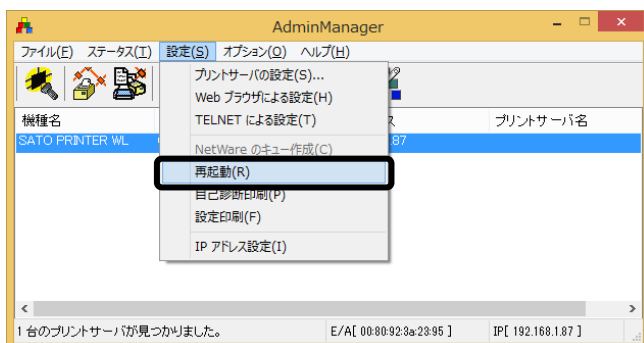 AdminManager
ファイル(F) ステータス(T) 設定(S) オプション(O) ヘルプ(H)
プリントサーバの設定(S)...
Web ブラウザによる設定(H)
TELNET による設定(T)
NetWare のキュー作成(C)
再起動(R)
自己診断印刷(P)
設定印刷(F)
IP アドレス設定(I)
機種名 ス プリントサーバ名
SATO PRINTER WL .87
1 台のプリントサーバが見つかりました。 E/A[ 00:80:92:3a:23:95 ] IP[ 192.168.1.87 ]